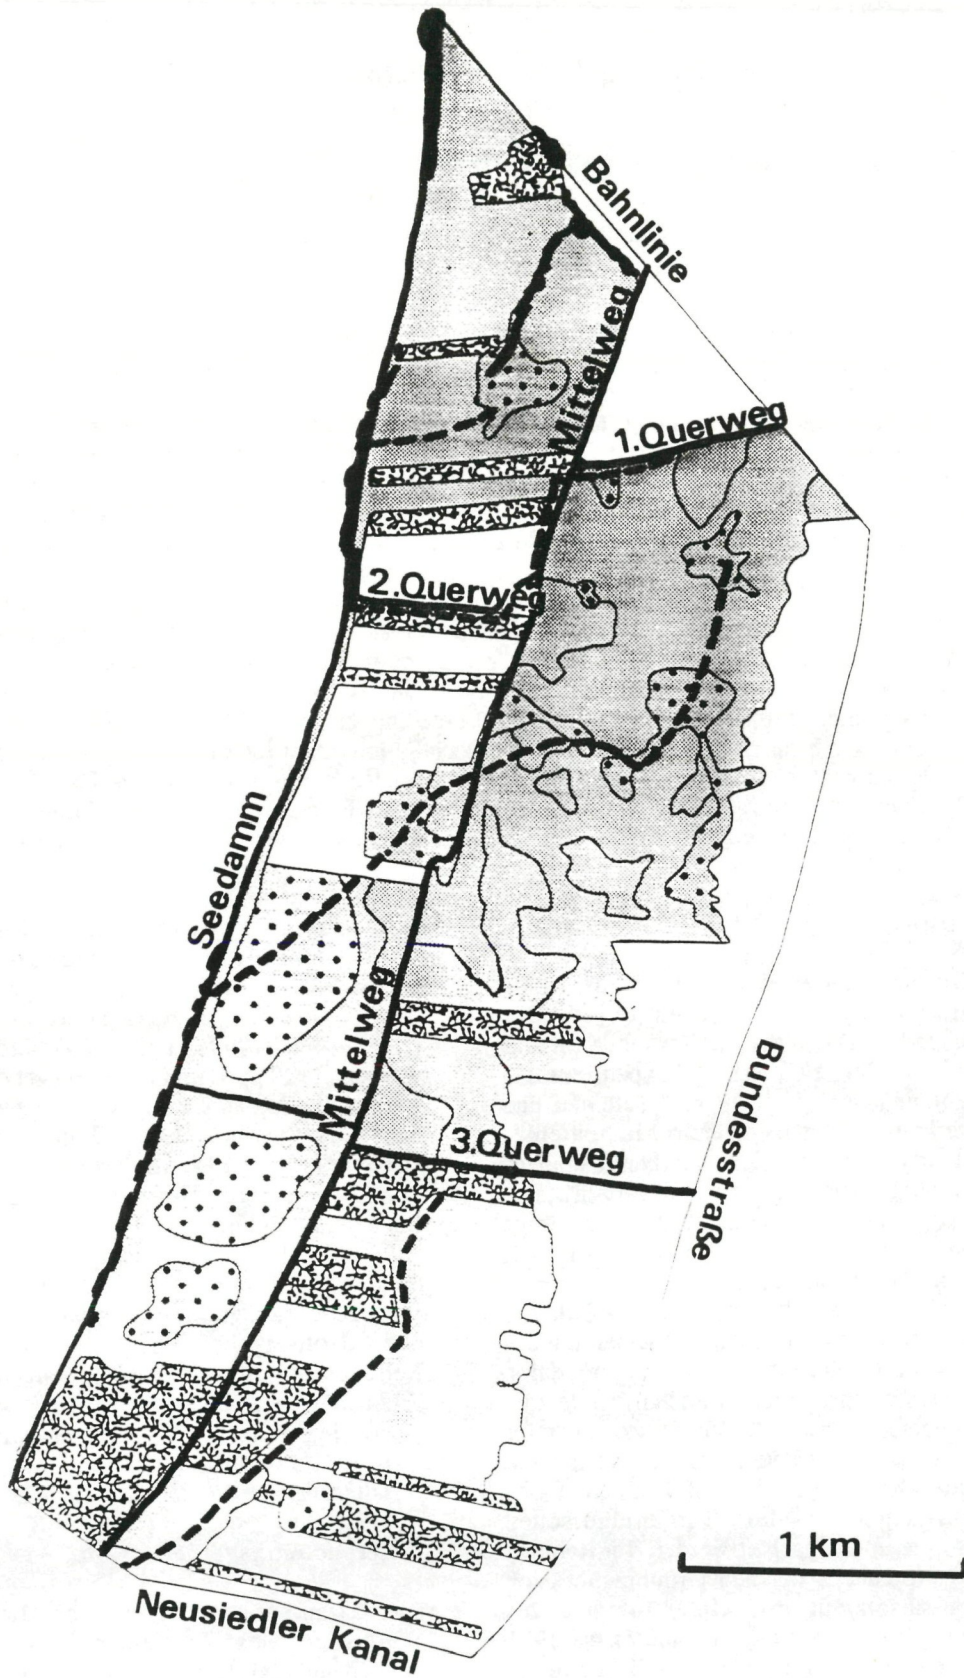 Bahnlinie
Mittelweg
1.Querweg
2.Querweg
Seedamm
Mittelweg
Bundesstraße
3.Querweg
1 km
Neusiedler Kanal